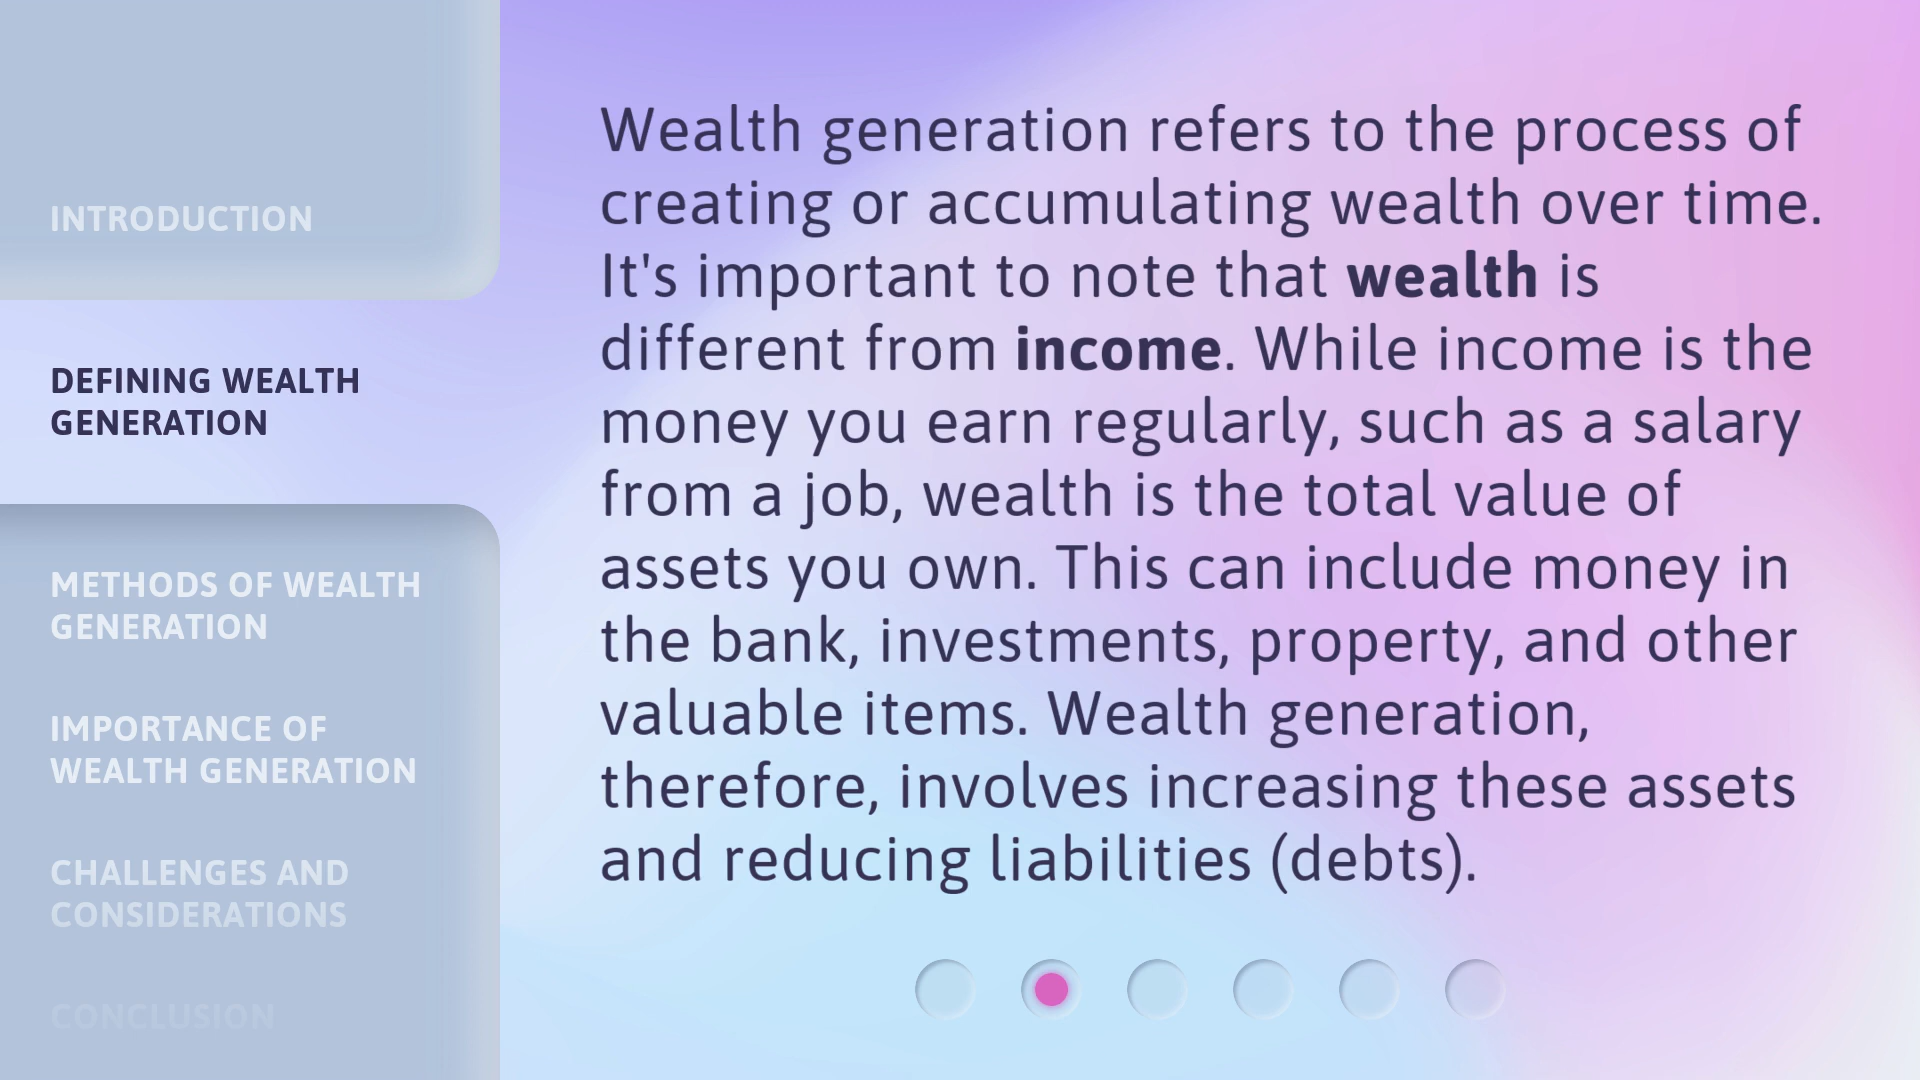 INTRODUCTION
DEFINING WEALTH
GENERATION
METHODS OF WEALTH
GENERATION
IMPORTANCE OF
WEALTH GENERATION
CHALLENGES AND
CONSIDERATIONS
CONCLUSION
Wealth generation refers to the process of
creating or accumulating wealth over time.
It's important to note that wealth is
different from income. While income is the
money you earn regularly, such as a salary
from a job, wealth is the total value of
assets you own. This can include money in
the bank, investments, property, and other
valuable items. Wealth generation,
therefore, involves increasing these assets
and reducing liabilities (debts).